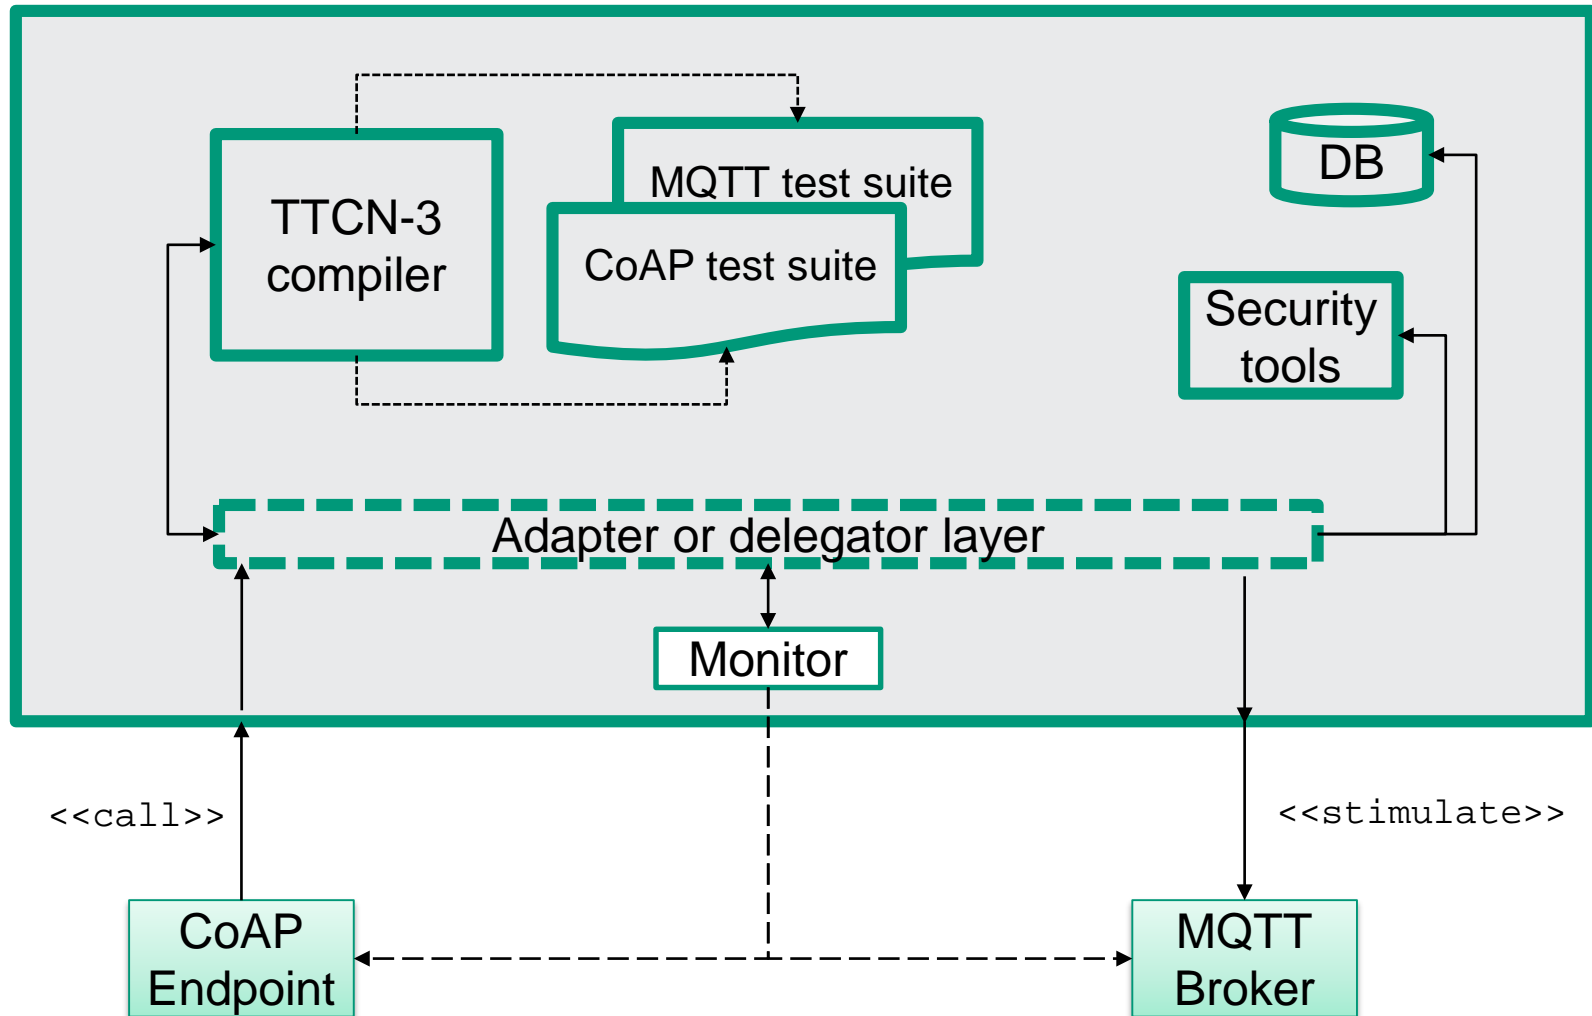 MQTT test suite
DB
TTCN-3
compiler
CoAP test suite
Security
tools
Adapter or delegator layer
Monitor
<<call>>
<<stimulate>>
CoAP
Endpoint
MQTT
Broker